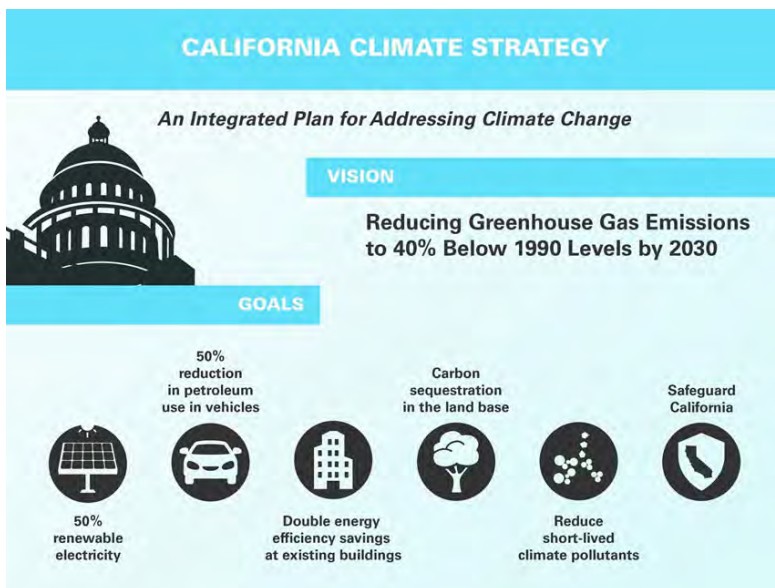 CALIFORNIA CLIMATE STRATEGY
An Integrated Plan for Addressing Climate Change
VISION
Reducing Greenhouse Gas Emissions
to 40% Below 1990 Levels by 2030
GOALS
50%
renewable
electricity
50%
reduction
in petroleum
use in vehicles
Double energy
efficiency savings
at existing buildings
Carbon
sequestration
in the land base
Reduce
short-lived
climate pollutants
Safeguard
California